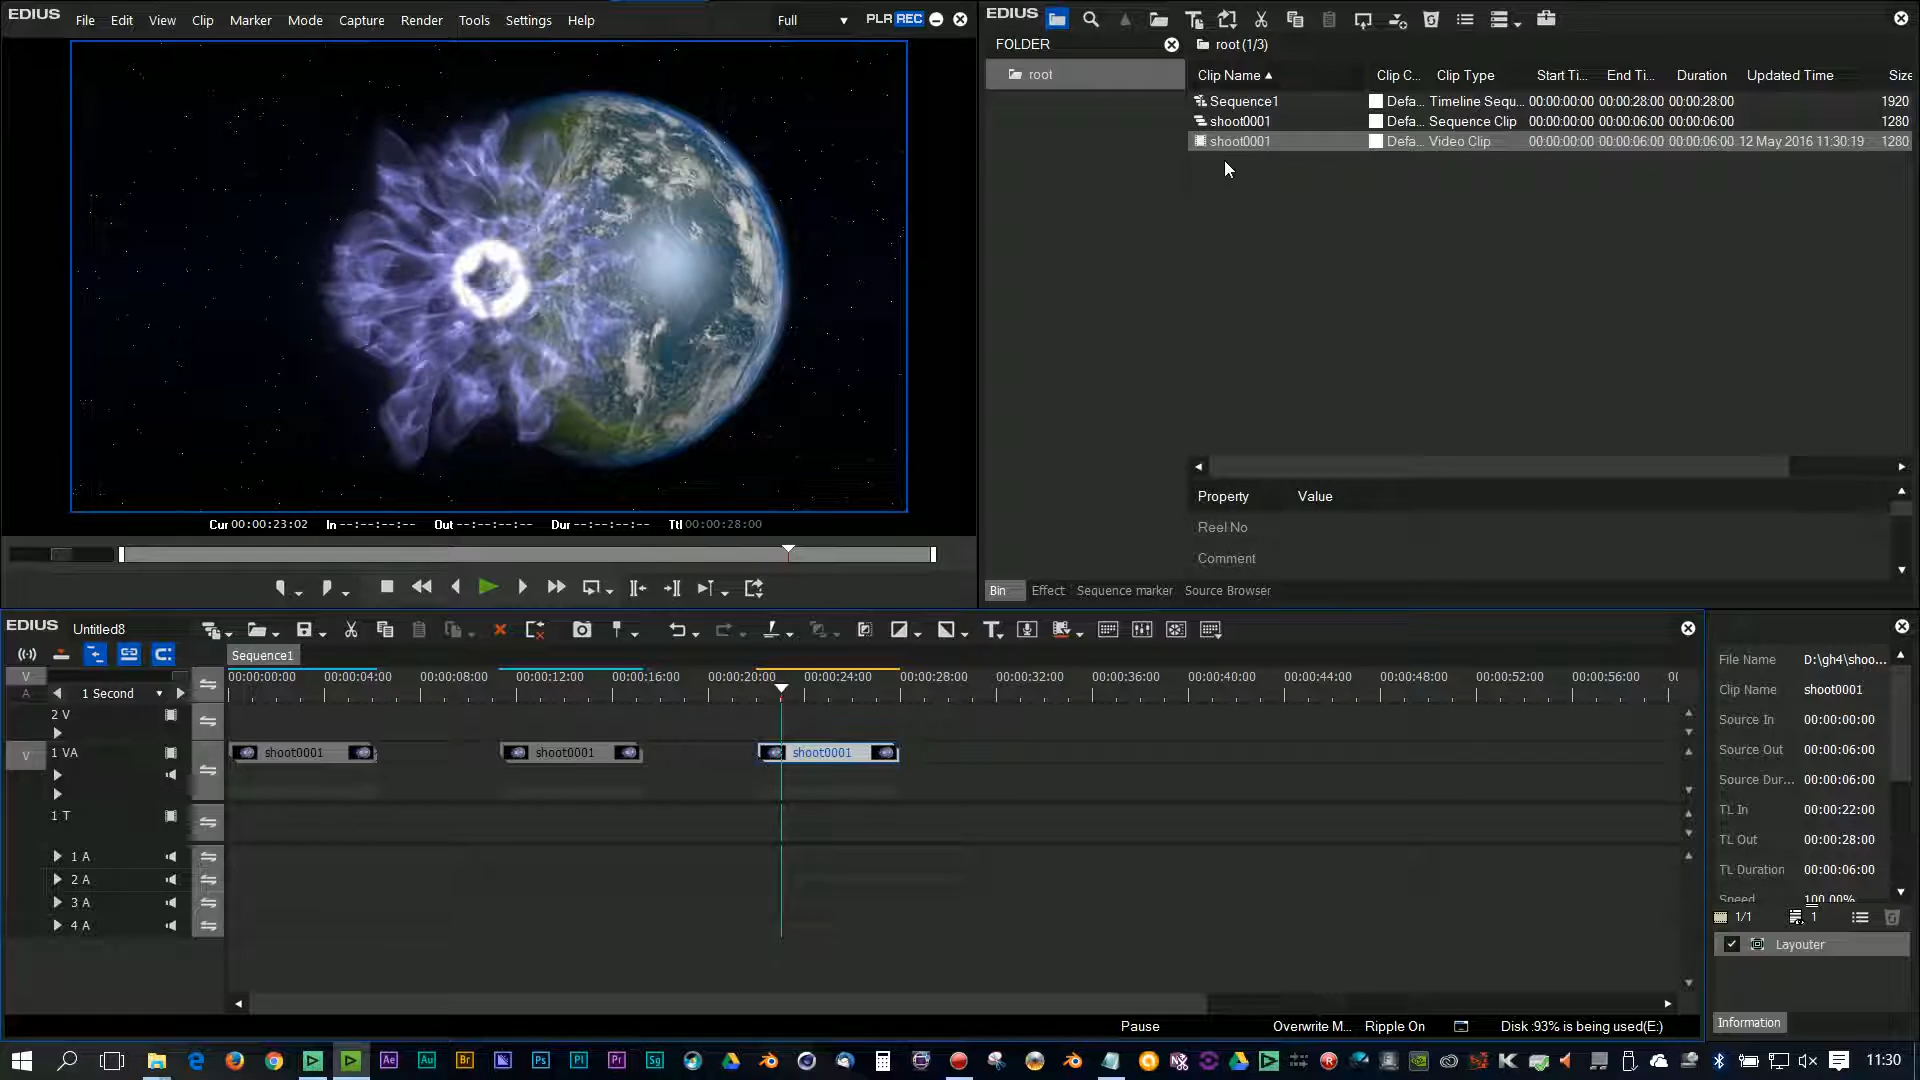 EDIUS File Edit View Clip Marker Mode Capture Render Tools Settings Help Full PLR REC
Cur 00:00:23:02 In --:--:--:-- Out --:--:--:-- Dur --:--:--:-- Ttl 00:00:28:00
EDIUS
FOLDER
root
root (1/3)
Clip Name Clip C... Clip Type Start Ti... End Ti... Duration Updated Time Size
Sequence1 Defa... Timeline Sequ... 00:00:00:00 00:00:28:00 00:00:28:00 1920
shoot0001 Defa... Sequence Clip 00:00:00:00 00:00:06:00 00:00:06:00 1280
shoot0001 Defa... Video Clip 00:00:00:00 00:00:06:00 00:00:06:00 12 May 2016 11:30:19 1280
Property Value
Reel No
Comment
Bin Effect Sequence marker Source Browser
EDIUS Untitled8
Sequence1
V
A
1 Second
00:00:00:00 00:00:04:00 00:00:08:00 00:00:12:00 00:00:16:00 00:00:20:00 00:00:24:00 00:00:28:00 00:00:32:00 00:00:36:00 00:00:40:00 00:00:44:00 00:00:48:00 00:00:52:00 00:00:56:00
2 V
V
1 VA
shoot0001 shoot0001 shoot0001
1 T
1 A
2 A
3 A
4 A
Pause Overwrite M... Ripple On Disk :93% is being used(E:)
File Name D:\gh4\shoo...
Clip Name shoot0001
Source In 00:00:00:00
Source Out 00:00:06:00
Source Dur... 00:00:06:00
TL In 00:00:22:00
TL Out 00:00:28:00
TL Duration 00:00:06:00
Speed 100.00%
1/1 1
Layouter
Information
Ae Au Br Ps Pl Pr Sg
11:30